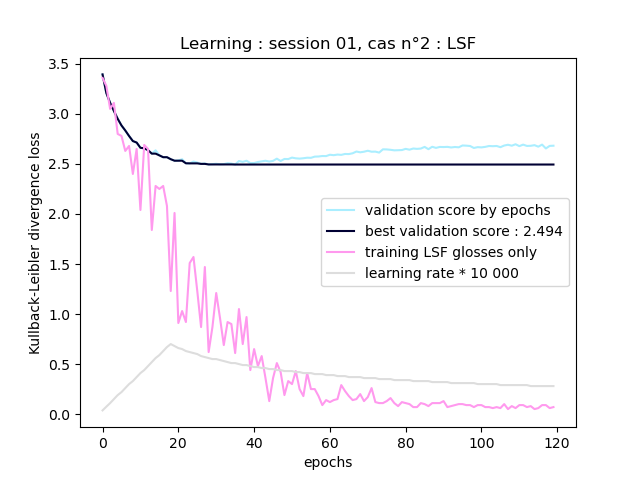 Learning : session 01, cas n°2 : LSF
3.5
3.0
2.5
2.0
1.5
1.0
0.5
0.0
Kullback-Leibler divergence loss
validation score by epochs
best validation score : 2.494
training LSF glosses only
learning rate * 10 000
0 20 40 60 80 100 120
epochs